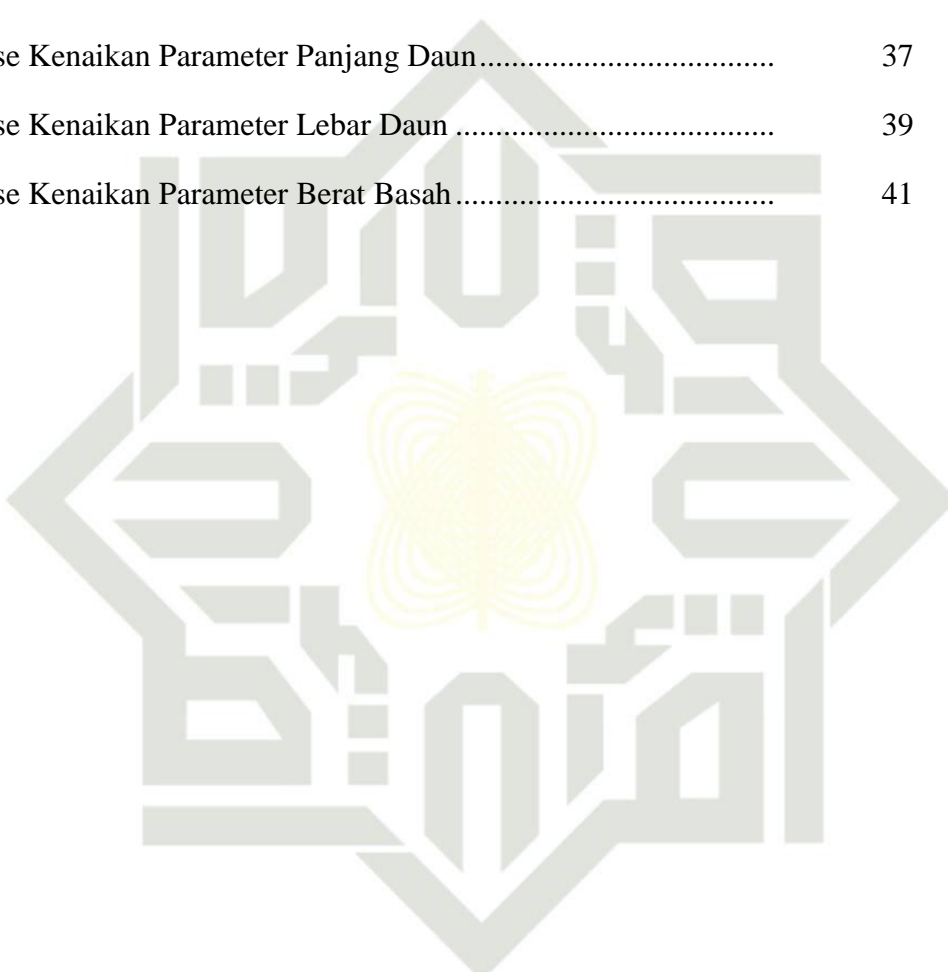 se Kenaikan Parameter Panjang Daun................................. 37
se Kenaikan Parameter Lebar Daun .................................... 39
se Kenaikan Parameter Berat Basah.................................... 41